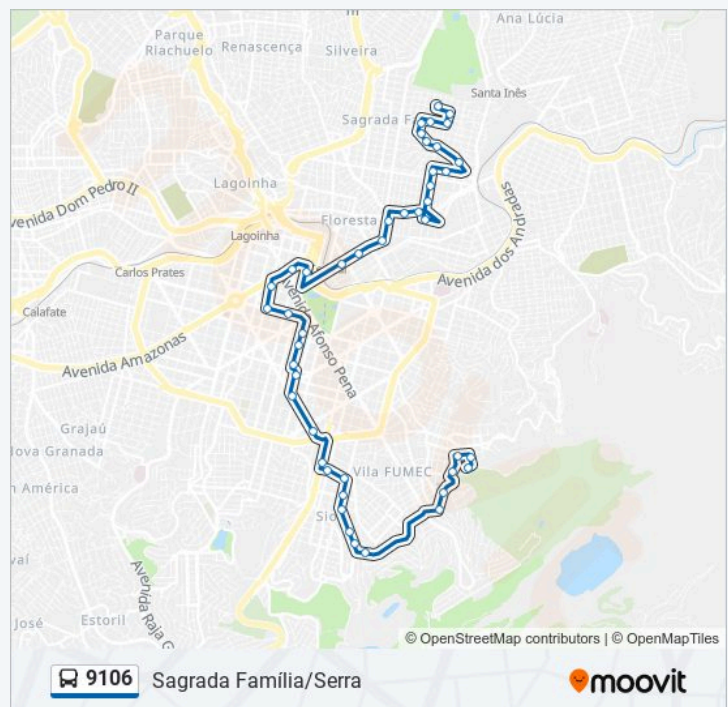 Ana Lúcia
Parque
Riachuelo
Renascença
Silveira
Santa Inês
Sagrada F
Avenida Dom Pedro II
Lagoinha
Floresta
Lagoinha
Avenida dos Andradas
Carlos Prates
Calafate
Avenida Afonso Pena
Avenida Amazonas
Grajaú
Nova Granada
Vila FUMEC
América
Sio
Avenida Raja G
José
Estoril
© OpenStreetMap contributors | © OpenMapTiles
9106 Sagrada Família/Serra
moovit